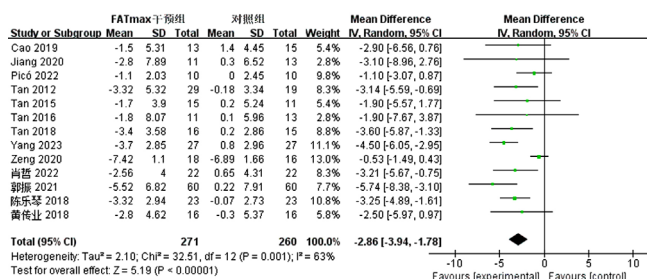 FATmax干预组 对照组 Mean Difference Mean Difference
Study or Subgroup Mean SD Total Mean SD Total Weight IV, Random, 95% CI IV, Random, 95% CI
Cao 2019 -1.5 5.31 13 1.4 4.45 15 5.4% -2.90 [-6.56, 0.76]
Jiang 2020 -2.8 7.89 11 0.3 6.52 13 3.0% -3.10 [-8.96, 2.76]
Picó 2022 -1.1 2.03 10 0 2.45 10 10.0% -1.10 [-3.07, 0.87]
Tan 2012 -3.32 5.32 29 -0.18 3.34 19 8.3% -3.14 [-5.59, -0.69]
Tan 2015 -1.7 3.9 15 0.2 5.24 11 5.4% -1.90 [-5.57, 1.77]
Tan 2016 -1.8 8.07 11 0.1 5.96 13 3.1% -1.90 [-7.67, 3.87]
Tan 2018 -3.4 3.58 16 0.2 2.86 15 8.9% -3.60 [-5.87, -1.33]
Yang 2023 -3.7 2.85 27 0.8 2.96 27 11.8% -4.50 [-6.05, -2.95]
Zeng 2020 -7.42 1.1 18 -6.89 1.66 16 13.7% -0.53 [-1.49, 0.43]
肖哲 2022 -2.56 4 22 0.65 4.31 22 8.2% -3.21 [-5.67, -0.75]
郭振 2021 -5.52 6.82 60 0.22 7.91 60 7.7% -5.74 [-8.38, -3.10]
陈乐琴 2018 -3.32 2.94 23 -0.07 2.73 23 11.4% -3.25 [-4.89, -1.61]
黄传业 2018 -2.8 4.62 16 -0.3 5.37 16 5.8% -2.50 [-5.97, 0.97]
Total (95% CI) 271 260 100.0% -2.86 [-3.94, -1.78]
Heterogeneity: Tau² = 2.10; Chi² = 32.51, df = 12 (P = 0.001); I² = 63%
Test for overall effect: Z = 5.19 (P < 0.00001)
-10 -5 0 5 10
Favours [experimental] Favours [control]